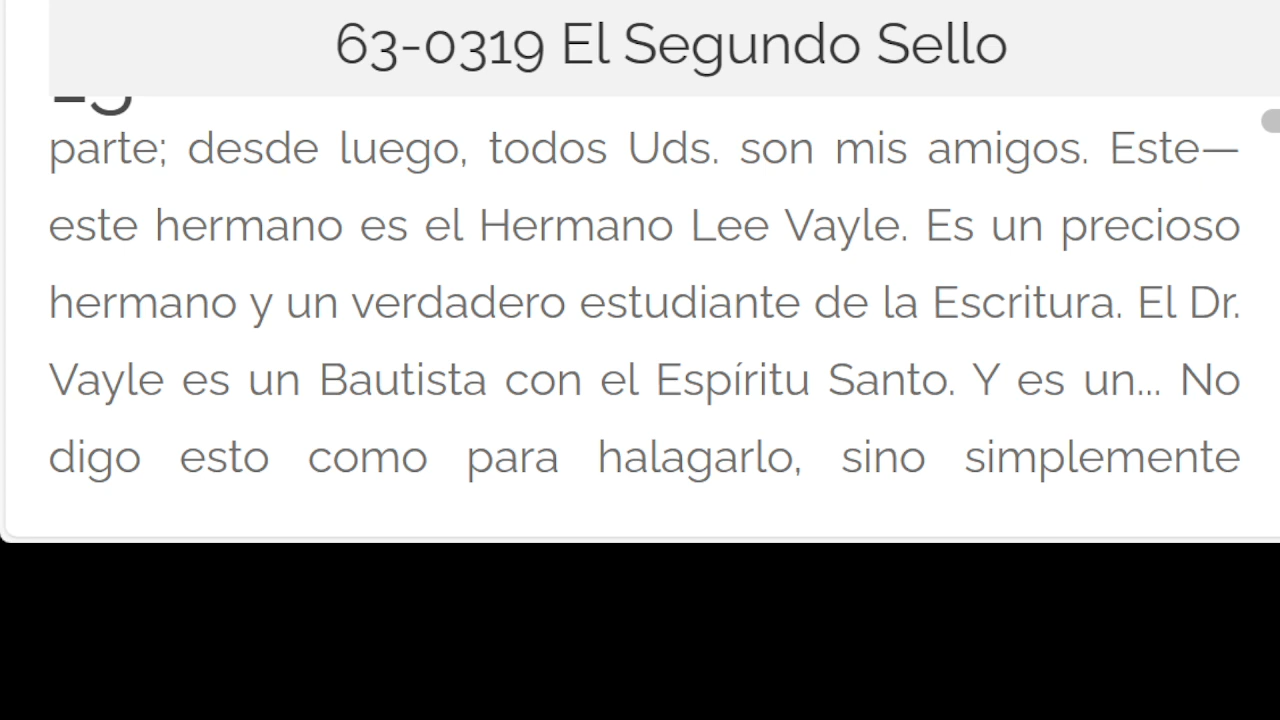 63-0319 El Segundo Sello
parte; desde luego, todos Uds. son mis amigos. Este—
este hermano es el Hermano Lee Vayle. Es un precioso
hermano y un verdadero estudiante de la Escritura. El Dr.
Vayle es un Bautista con el Espíritu Santo. Y es un... No
digo esto como para halagarlo, sino simplemente